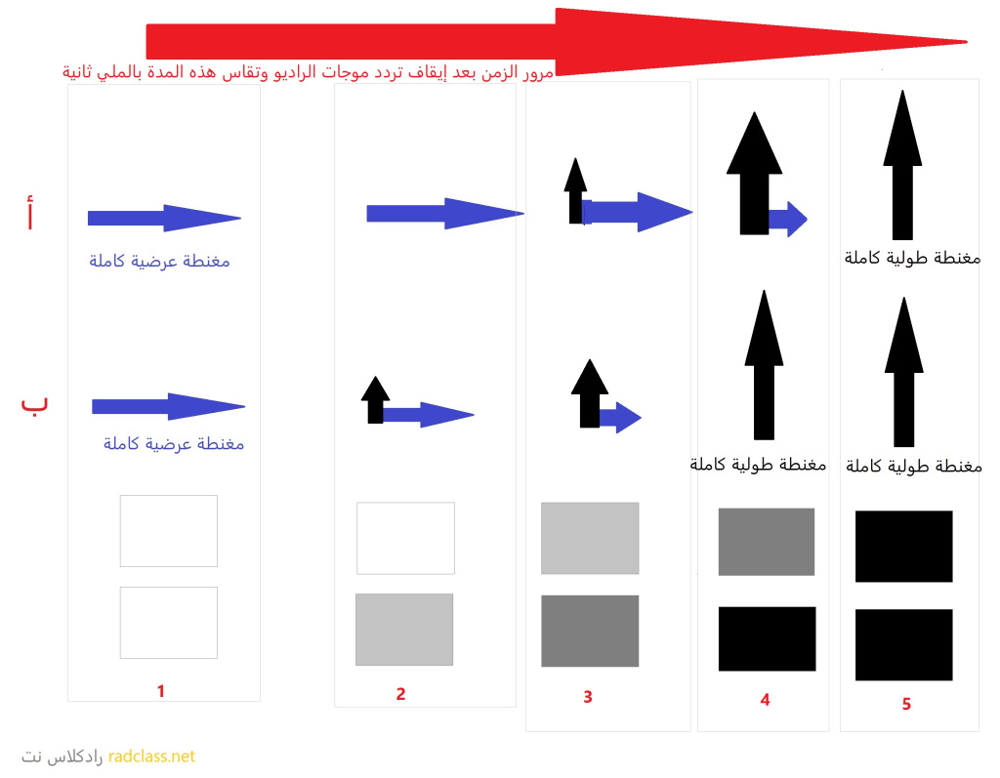 مرور الزمن بعد إيقاف تردد موجات الراديو وتقاس هذه المدة بالملي ثانية
أ
مغنطة عرضية كاملة
مغنطة طولية كاملة
ب
مغنطة عرضية كاملة
مغنطة طولية كاملة
مغنطة طولية كاملة
1
2
3
4
5
رادكلاس نت radclass.net